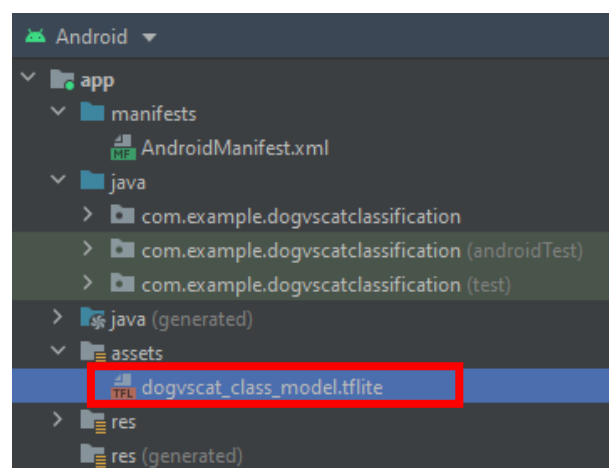 Android
app
manifests
MF AndroidManifest.xml
java
com.example.dogvscatclassification
com.example.dogvscatclassification (androidTest)
com.example.dogvscatclassification (test)
java (generated)
assets
TFL dogvscat_class_model.tflite
res
res (generated)